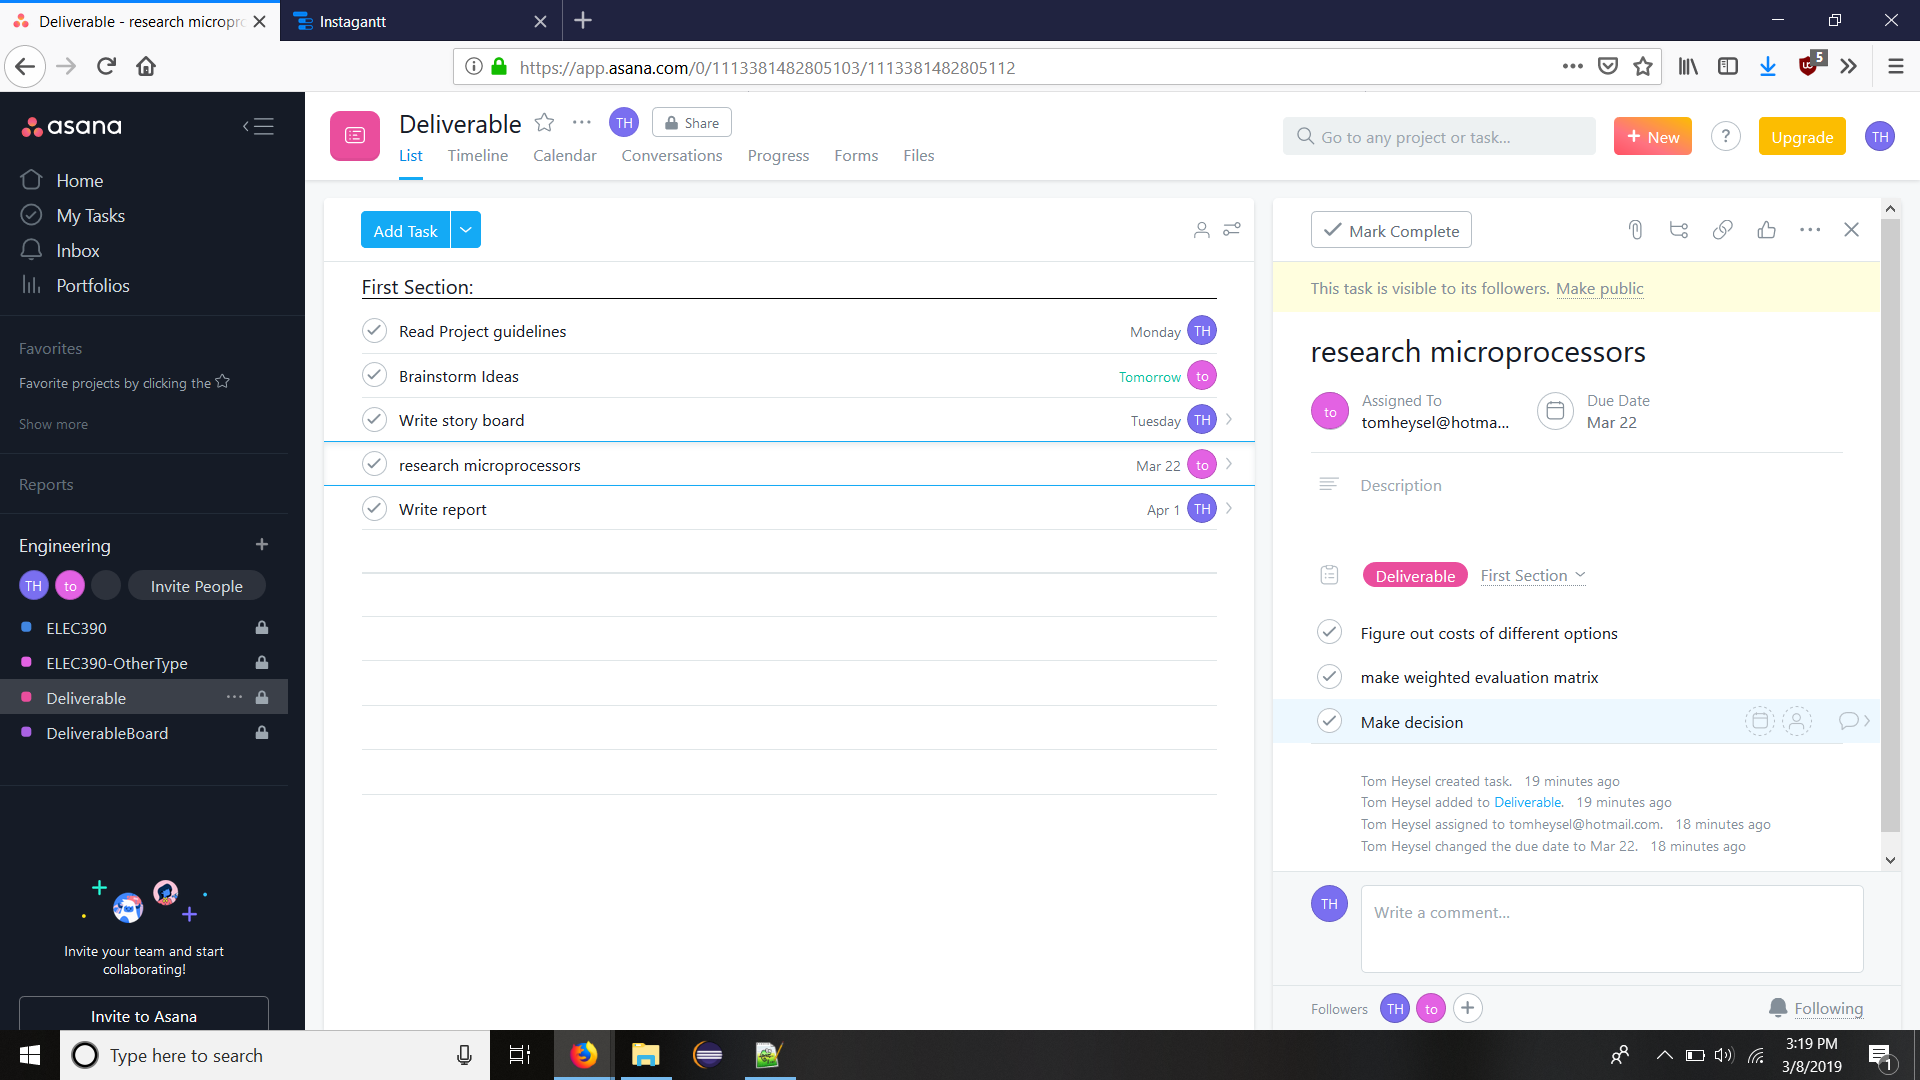 Deliverable - research micropro
Instagantt
https://app.asana.com/0/1113381482805103/1113381482805112
5
asana
Home
My Tasks
Inbox
Portfolios
Favorites
Favorite projects by clicking the
Show more
Reports
Engineering
TH
to
Invite People
ELEC390
ELEC390-OtherType
Deliverable
DeliverableBoard
Invite your team and start
collaborating!
Invite to Asana
Deliverable
TH
Share
List
Timeline
Calendar
Conversations
Progress
Forms
Files
Go to any project or task...
+ New
?
Upgrade
TH
Add Task
First Section:
Read Project guidelines
Monday
TH
Brainstorm Ideas
Tomorrow
to
Write story board
Tuesday
TH
research microprocessors
Mar 22
to
Write report
Apr 1
TH
Mark Complete
This task is visible to its followers. Make public
research microprocessors
to
Assigned To
tomheysel@hotma...
Due Date
Mar 22
Description
Deliverable
First Section
Figure out costs of different options
make weighted evaluation matrix
Make decision
Tom Heysel created task. 19 minutes ago
Tom Heysel added to Deliverable. 19 minutes ago
Tom Heysel assigned to tomheysel@hotmail.com. 18 minutes ago
Tom Heysel changed the due date to Mar 22. 18 minutes ago
TH
Write a comment...
Followers
TH
to
Following
Type here to search
3:19 PM
3/8/2019
1